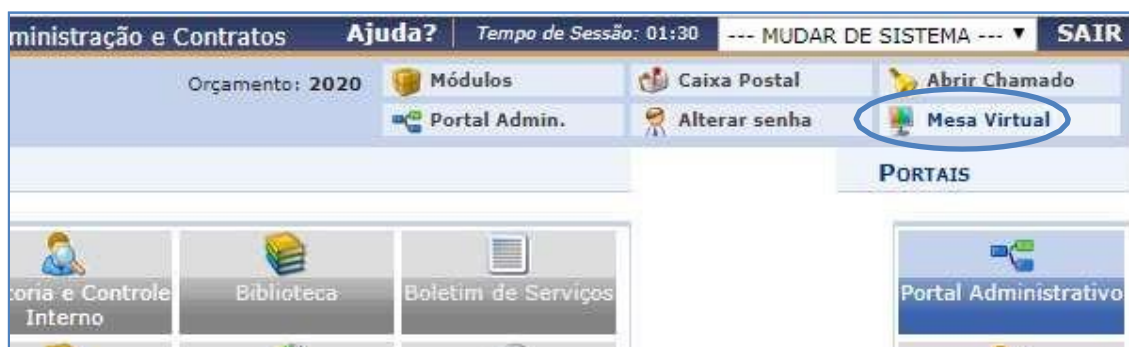 ministração e Contratos Ajuda? Tempo de Sessão: 01:30 --- MUDAR DE SISTEMA --- ▼ SAIR
Orçamento: 2020 Módulos Caixa Postal Abrir Chamado
Portal Admin. Alterar senha Mesa Virtual
PORTAIS
toria e Controle Biblioteca Boletim de Serviços Portal Administrativo
Interno